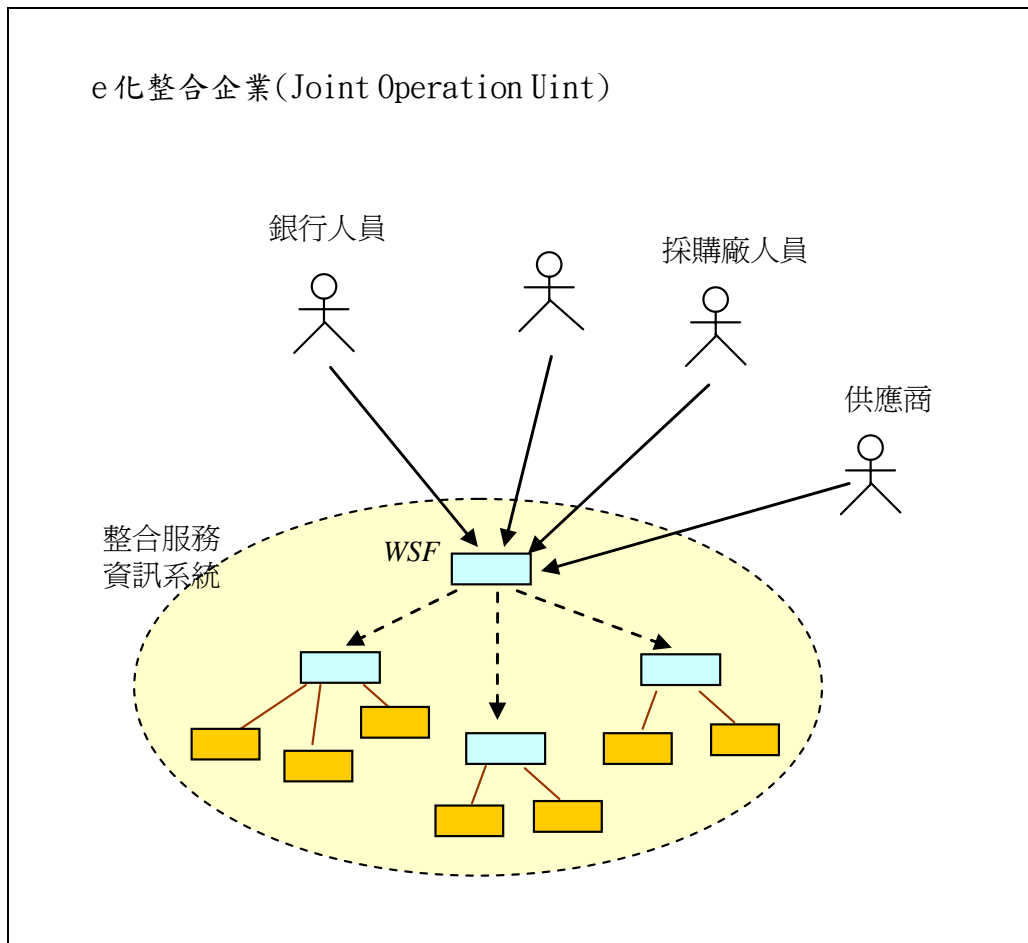 e化整合企業(Joint Operation Uint)
銀行人員
採購廠人員
供應商
整合服務
資訊系統
WSF